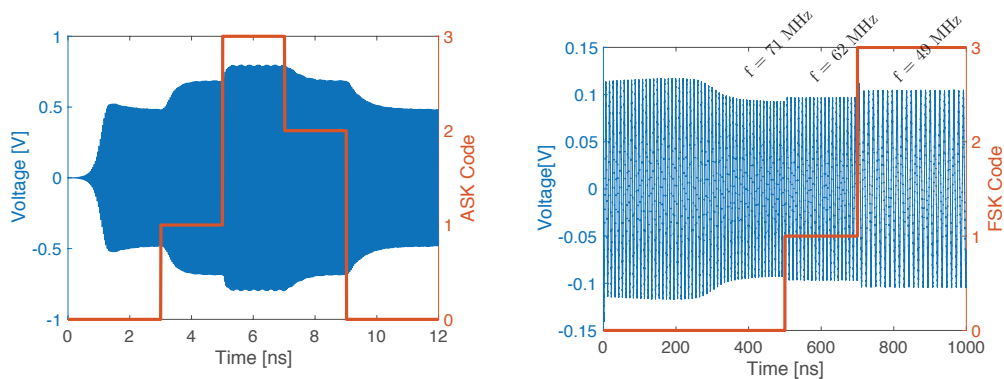 1
0.5
0
-0.5
-1
Voltage [V]
0 2 4 6 8 10 12
Time [ns]
3
2
1
0
ASK Code
0.15
0.1
0.05
0
-0.05
-0.1
-0.15
Voltage[V]
f = 71 MHz
f = 62 MHz
f = 49 MHz
0 200 400 600 800 1000
Time [ns]
3
2
1
0
FSK Code